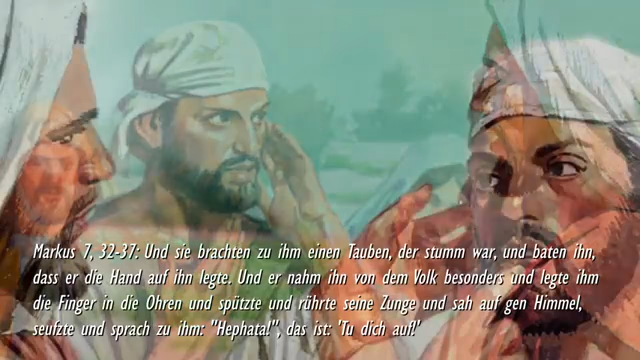 Markus 7, 32-37: Und sie brachten zu ihm einen Tauben, der stumm war, und baten ihn,
dass er die Hand auf ihn legte. Und er nahm ihn von dem Volk besonders und legte ihm
die Finger in die Ohren und spützte und rührte seine Zunge und sah auf gen Himmel,
seufzte und sprach zu ihm: "Hephata!", das ist: 'Tu dich auf!'